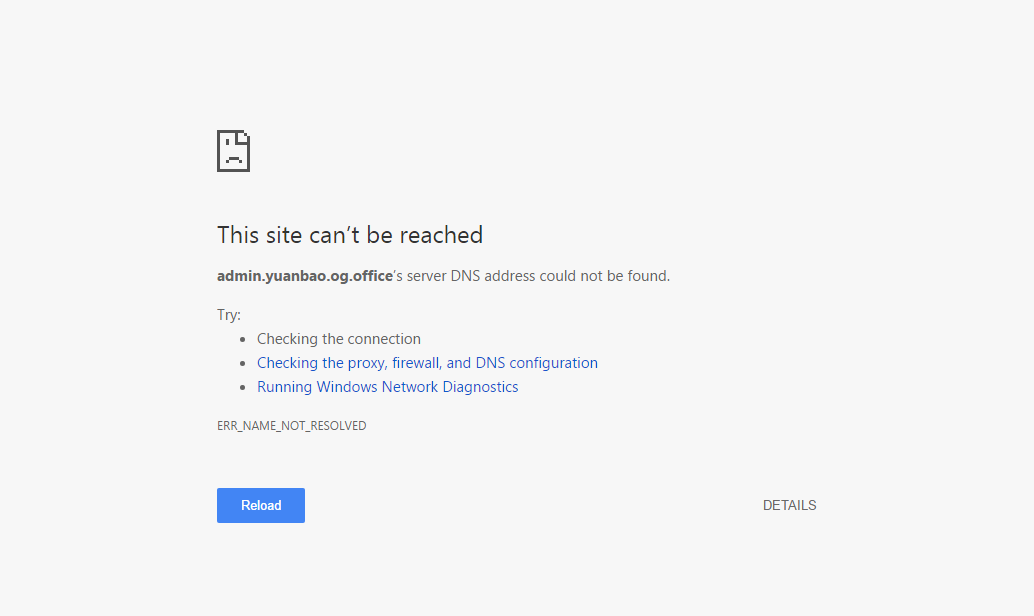 This site can’t be reached
admin.yuanbao.og.office’s server DNS address could not be found.
Try:
• Checking the connection
• Checking the proxy, firewall, and DNS configuration
• Running Windows Network Diagnostics
ERR_NAME_NOT_RESOLVED
Reload
DETAILS